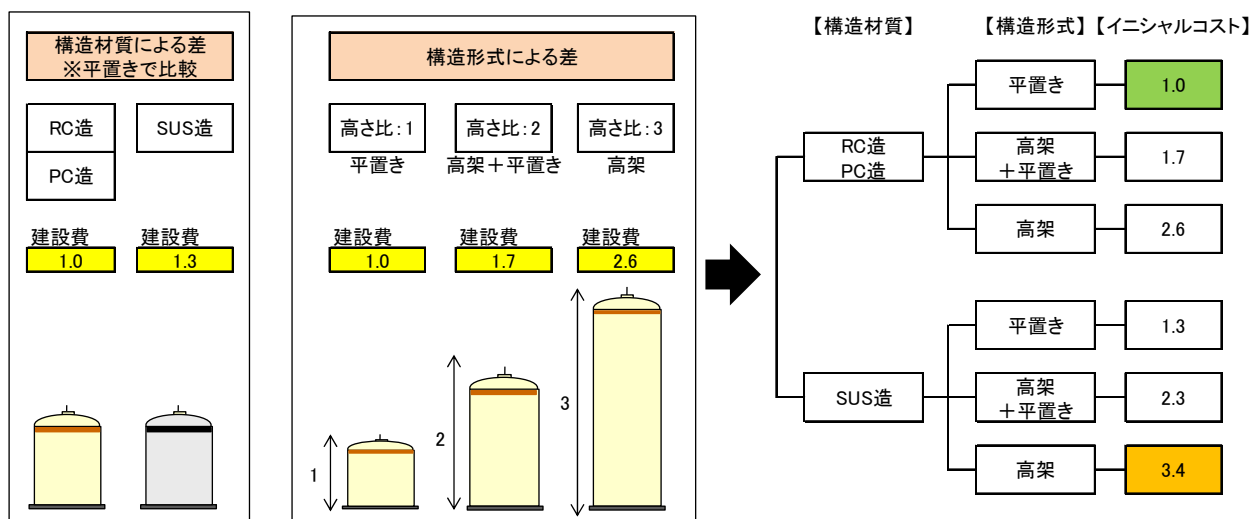 構造材質による差
※平置きで比較
RC造
SUS造
PC造
建設費
建設費
1.0
1.3
構造形式による差
高さ比：1
高さ比：2
高さ比：3
平置き
高架＋平置き
高架
建設費
建設費
建設費
1.0
1.7
2.6
1
2
3
【構造材質】
【構造形式】
【イニシャルコスト】
RC造
PC造
平置き
1.0
高架
＋平置き
1.7
高架
2.6
SUS造
平置き
1.3
高架
＋平置き
2.3
高架
3.4